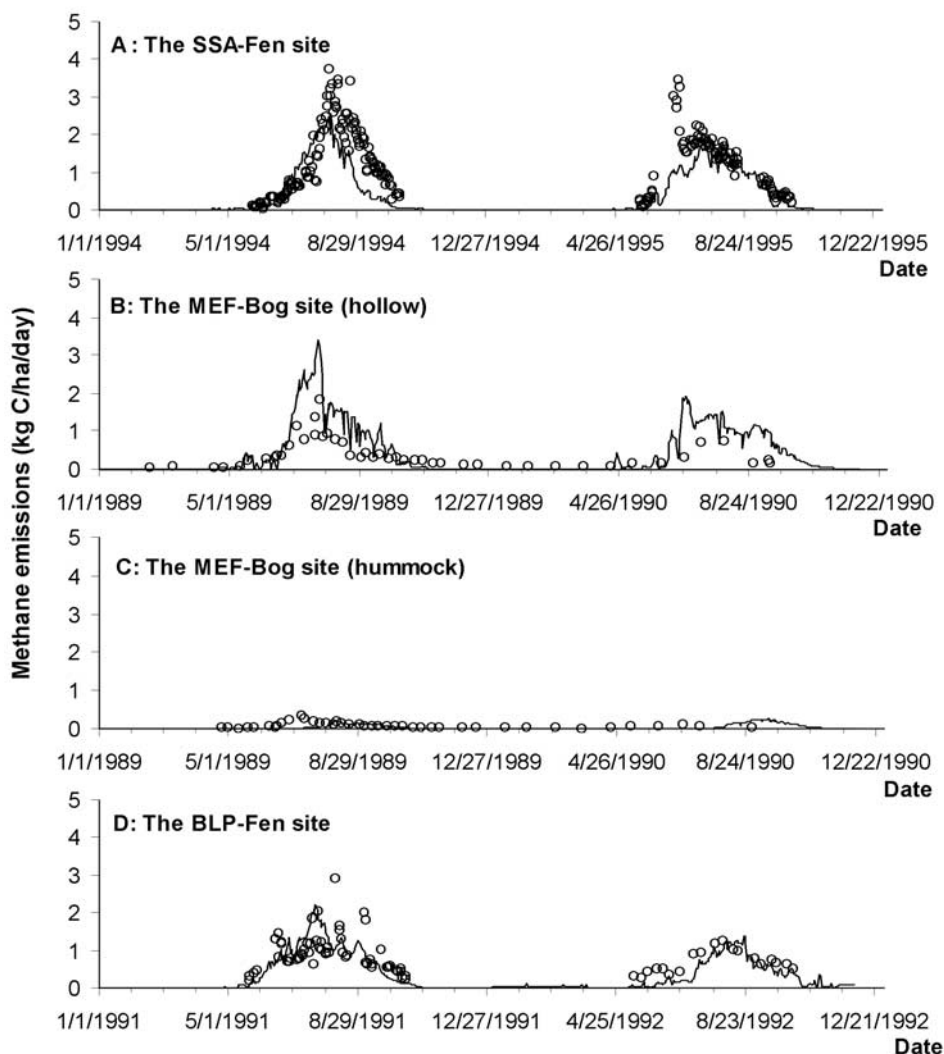 Methane emissions (kg C/ha/day)
5
A : The SSA-Fen site
4
3
2
1
0
1/1/1994 5/1/1994 8/29/1994 12/27/1994 4/26/1995 8/24/1995 12/22/1995
Date
5
B: The MEF-Bog site (hollow)
4
3
2
1
0
1/1/1989 5/1/1989 8/29/1989 12/27/1989 4/26/1990 8/24/1990 12/22/1990
Date
5
C: The MEF-Bog site (hummock)
4
3
2
1
0
1/1/1989 5/1/1989 8/29/1989 12/27/1989 4/26/1990 8/24/1990 12/22/1990
Date
5
D: The BLP-Fen site
4
3
2
1
0
1/1/1991 5/1/1991 8/29/1991 12/27/1991 4/25/1992 8/23/1992 12/21/1992
Date